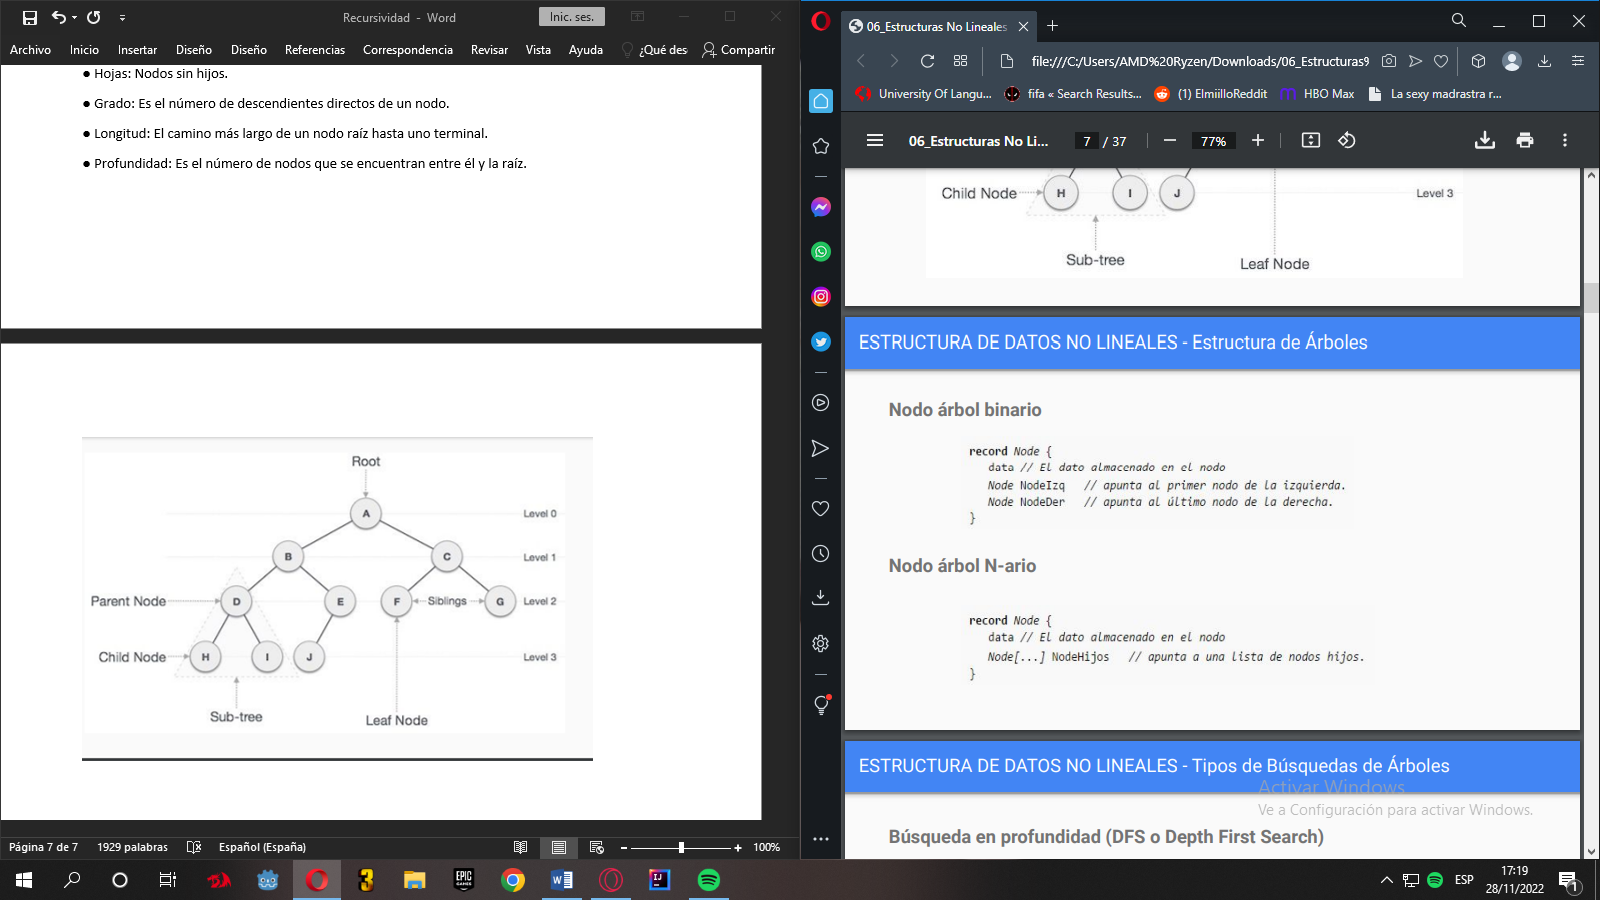 Recursividad - Word
Inic. ses.
Archivo Inicio Insertar Diseño Diseño Referencias Correspondencia Revisar Vista Ayuda ¿Qué des Compartir
● Hojas: Nodos sin hijos.
● Grado: Es el número de descendientes directos de un nodo.
● Longitud: El camino más largo de un nodo raíz hasta uno terminal.
● Profundidad: Es el número de nodos que se encuentran entre él y la raíz.
Root
A Level 0
B C Level 1
Parent Node D E F Siblings G Level 2
Child Node H I J Level 3
Sub-tree
Leaf Node
Página 7 de 7 1929 palabras Español (España) 100%
06_Estructuras No Lineales
file:///C:/Users/AMD%20Ryzen/Downloads/06_Estructuras%
University Of Langu... fifa « Search Results... (1) ElmiilloReddit HBO Max La sexy madrastra r...
06_Estructuras No Li... 7 / 37 77%
Child Node H I J Level 3
Sub-tree
Leaf Node
ESTRUCTURA DE DATOS NO LINEALES - Estructura de Árboles
Nodo árbol binario
record Node {
data // El dato almacenado en el nodo
Node NodeIzq // apunta al primer nodo de la izquierda.
Node NodeDer // apunta al último nodo de la derecha.
}
Nodo árbol N-ario
record Node {
data // El dato almacenado en el nodo
Node[...] NodeHijos // apunta a una lista de nodos hijos.
}
ESTRUCTURA DE DATOS NO LINEALES - Tipos de Búsquedas de Árboles
Activar Windows
Ve a Configuración para activar Windows.
Búsqueda en profundidad (DFS o Depth First Search)
3
EPIC GAMES
W
IJ
ESP
17:19
28/11/2022
1